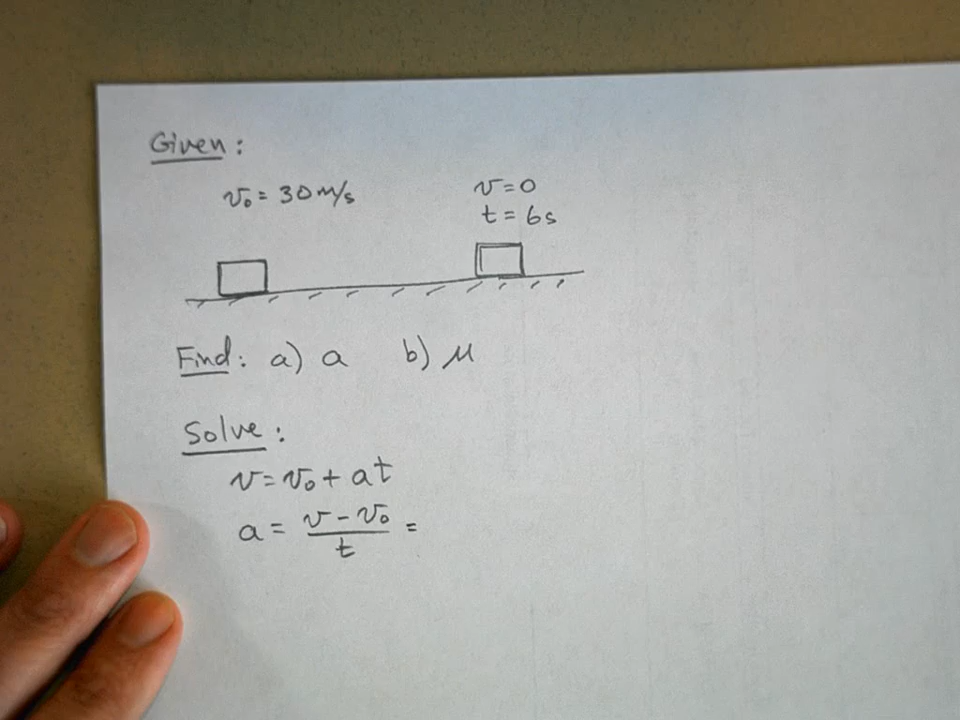 Given:
v₀ = 30 m/s
v = 0
t = 6s
Find: a) a b) μ
Solve:
v = v₀ + at
a = (v - v₀)/t =